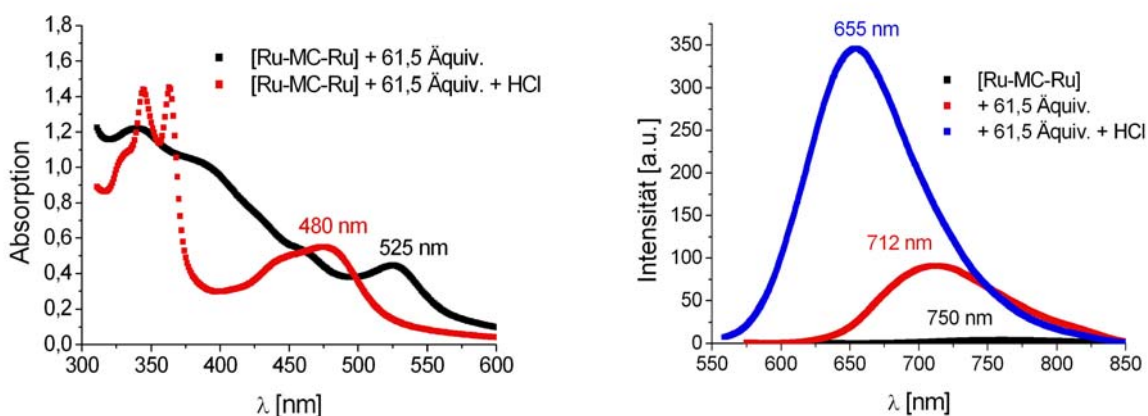 1,8
1,6
1,4
1,2
1,0
0,8
0,6
0,4
0,2
0,0
Absorption
[Ru-MC-Ru] + 61,5 Äquiv.
[Ru-MC-Ru] + 61,5 Äquiv. + HCl
480 nm
525 nm
300 350 400 450 500 550 600
λ [nm]
350
300
250
200
150
100
50
0
Intensität [a.u.]
655 nm
[Ru-MC-Ru]
+ 61,5 Äquiv.
+ 61,5 Äquiv. + HCl
712 nm
750 nm
550 600 650 700 750 800 850
λ [nm]